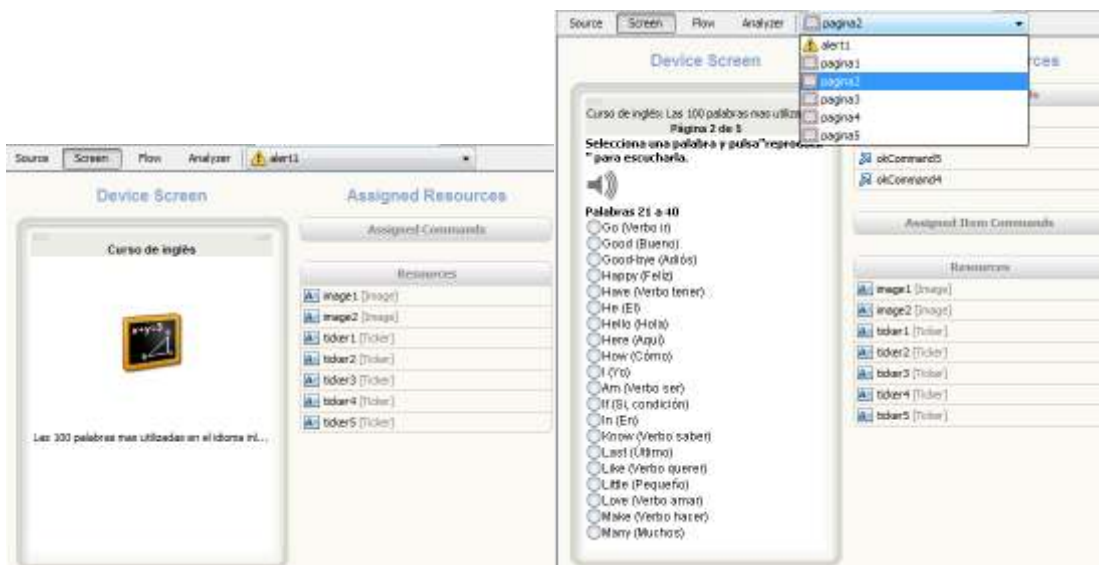 Source Screen Flow Analyzer alert1
Device Screen
Assigned Resources
Curso de inglés
Las 100 palabras mas utilizadas en el idioma ini...
Assigned Commands
Resources
image1 [Image]
image2 [Image]
ticker1 [Ticker]
ticker2 [Ticker]
ticker3 [Ticker]
ticker4 [Ticker]
ticker5 [Ticker]
Source Screen Flow Analyzer pagina2
alert1
pagina1
pagina2
pagina3
pagina4
pagina5
Device Screen
Curso de inglés: Las 100 palabras mas
Página 2 de 5
Selecciona una palabra y pulsa"
" para escucharla.
Palabras 21 a 40
Go (Verbo ir)
Good (Bueno)
Good-bye (Adiós)
Happy (Feliz)
Have (Verbo tener)
He (El)
Hello (Hola)
Here (Aquí)
How (Cómo)
I (Yo)
Am (Verbo ser)
If (Si, condición)
In (En)
Know (Verbo saber)
Last (Último)
Like (Verbo querer)
Little (Pequeño)
Love (Verbo amar)
Make (Verbo hacer)
Many (Muchos)
okCommand5
okCommand4
Assigned Item Commands
Resources
image1 [Image]
image2 [Image]
ticker1 [Ticker]
ticker2 [Ticker]
ticker3 [Ticker]
ticker4 [Ticker]
ticker5 [Ticker]